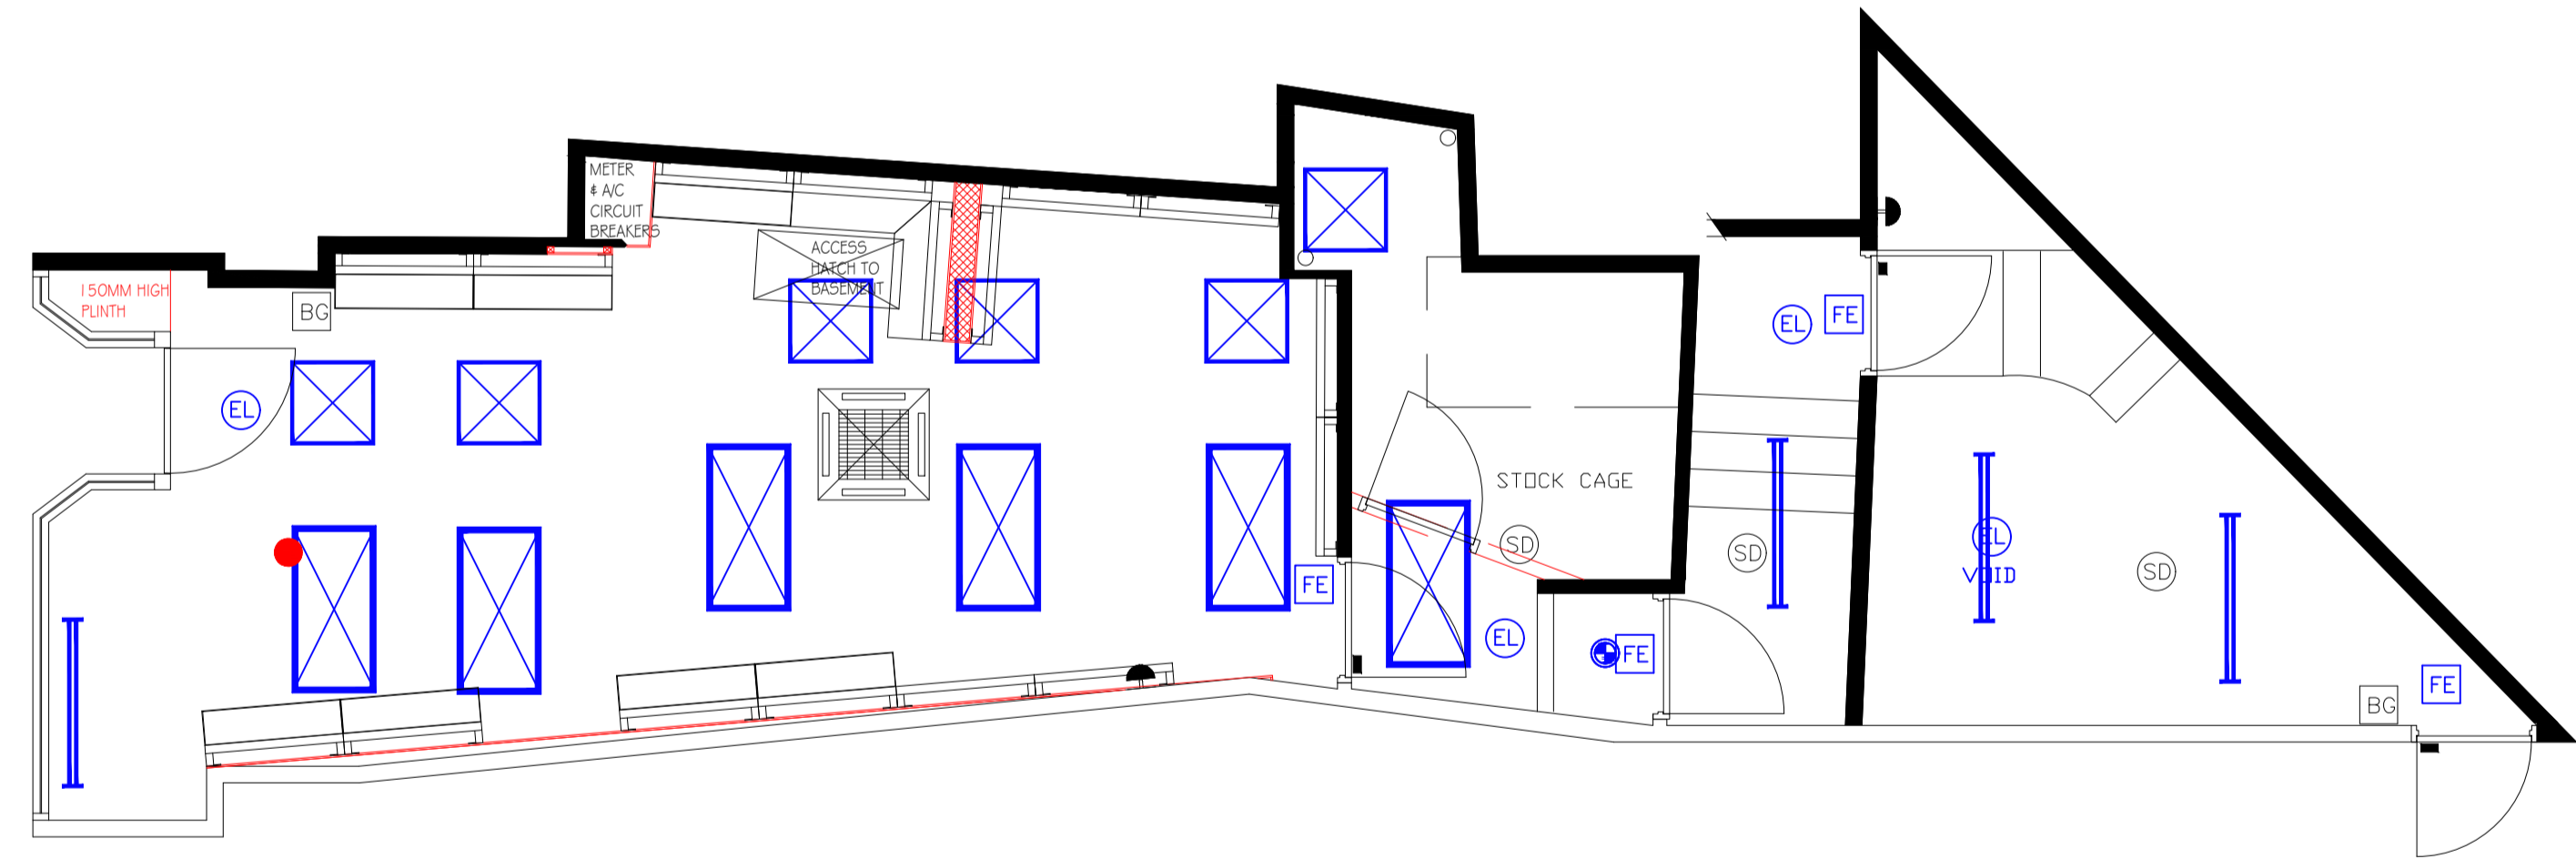 METER
& A/C
CIRCUIT
BREAKERS
ACCESS
HATCH TO
BASEMENT
150MM HIGH
PLINTH
BG
EL
FE
EL
STOCK CAGE
EL
SD
SD
EL
VOID
SD
FE
EL
FE
FE
BG